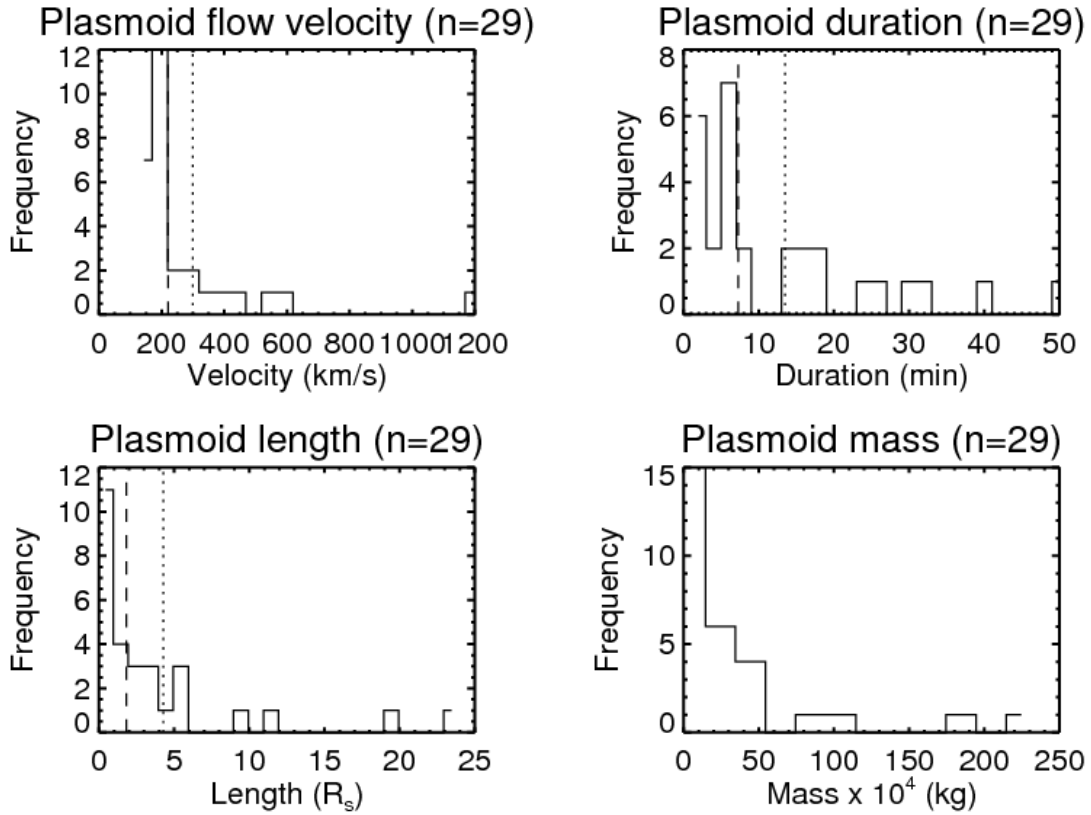 Plasmoid flow velocity (n=29)
12
10
8
6
4
2
0
Frequency
0 200 400 600 800 1000 1200
Velocity (km/s)
Plasmoid duration (n=29)
8
6
4
2
0
Frequency
0 10 20 30 40 50
Duration (min)
Plasmoid length (n=29)
12
10
8
6
4
2
0
Frequency
0 5 10 15 20 25
Length (Rₛ)
Plasmoid mass (n=29)
15
10
5
0
Frequency
0 50 100 150 200 250
Mass x 10⁴ (kg)